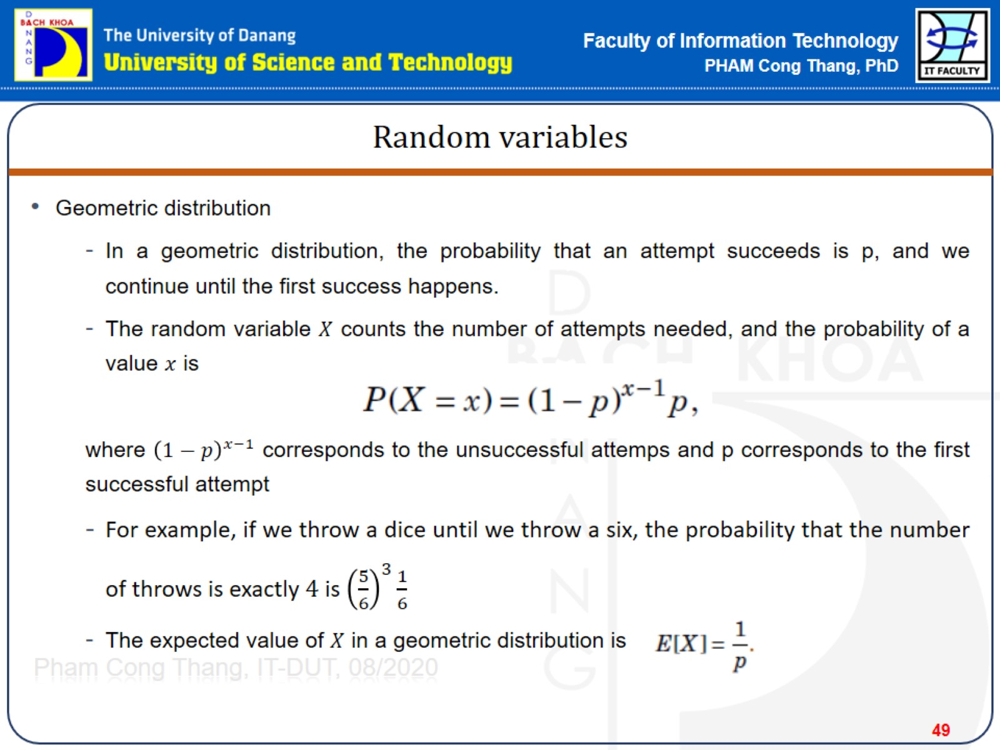 D
BACH KHOA
N
A
N
G
The University of Danang
University of Science and Technology
Faculty of Information Technology
PHAM Cong Thang, PhD
IT FACULTY
Random variables
• Geometric distribution
- In a geometric distribution, the probability that an attempt succeeds is p, and we
continue until the first success happens.
- The random variable X counts the number of attempts needed, and the probability of a
value x is
P(X = x) = (1 − p)^{x−1} p,
where (1 − p)^{x−1} corresponds to the unsuccessful attemps and p corresponds to the first
successful attempt
- For example, if we throw a dice until we throw a six, the probability that the number
of throws is exactly 4 is (5/6)^3 1/6
- The expected value of X in a geometric distribution is E[X] = 1/p.
Pham Cong Thang, IT-DUT, 08/2020
D
BACH KHOA
N
A
N
G
49